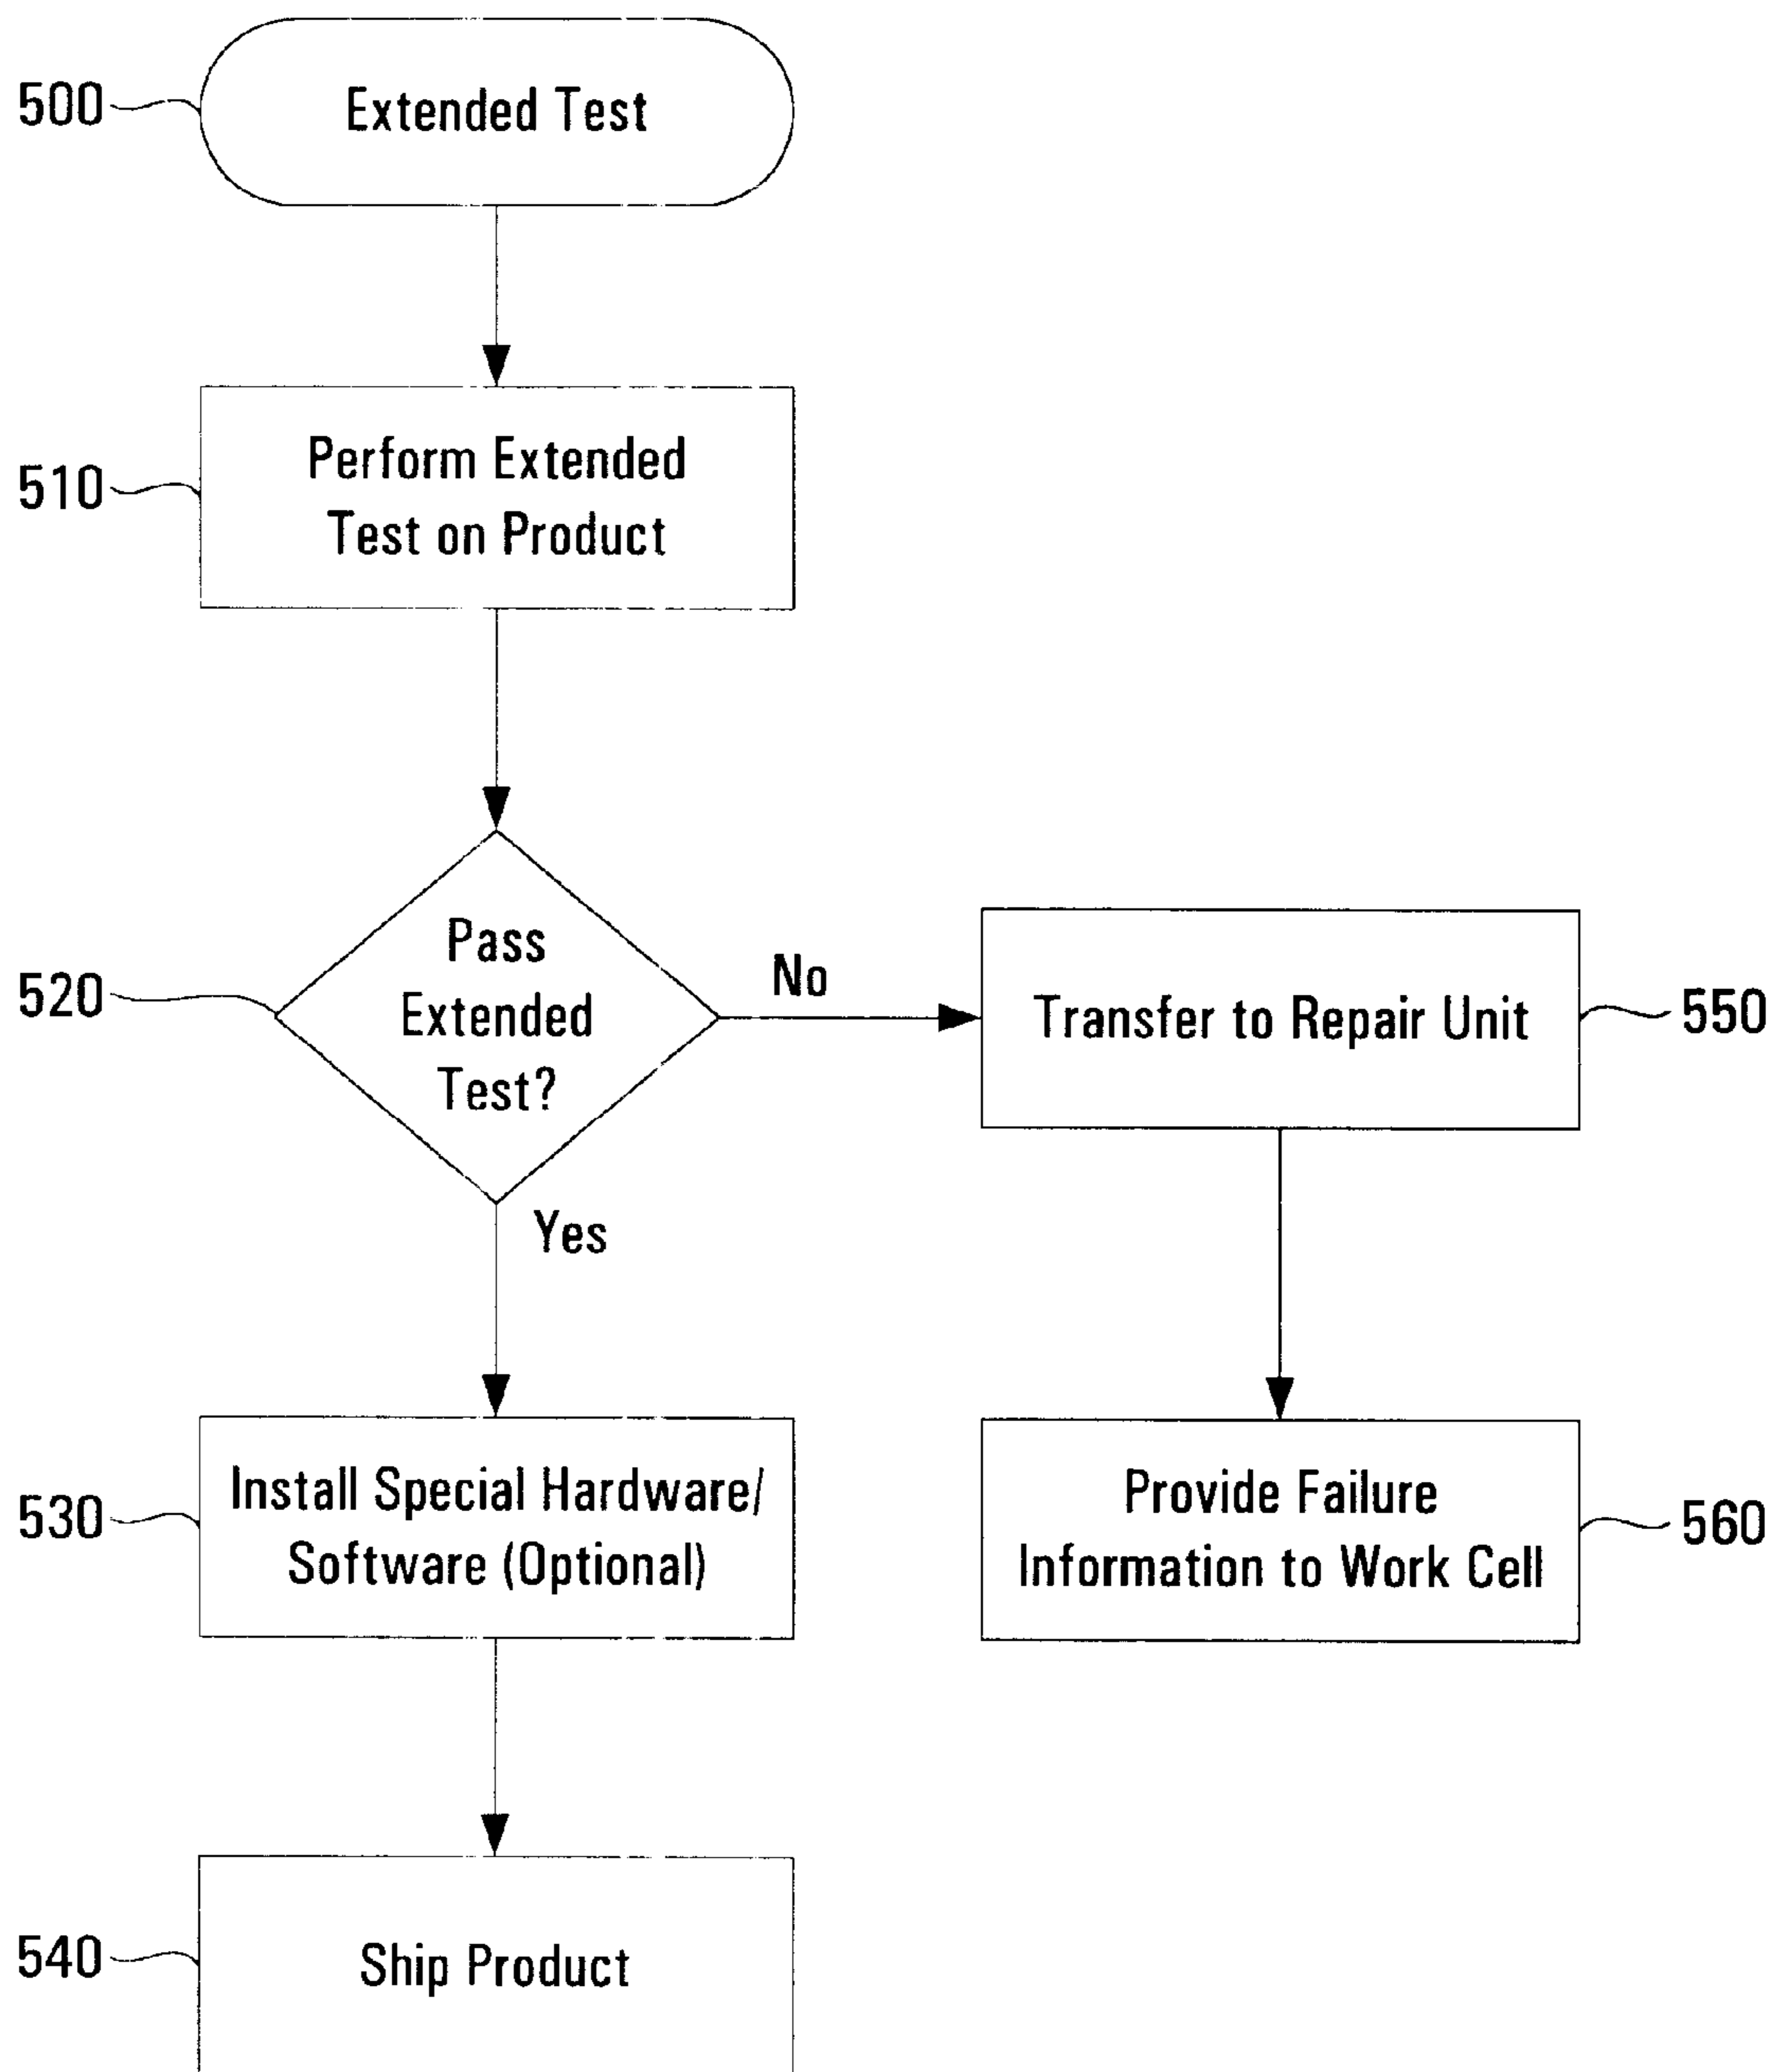 500
Extended Test
510
Perform Extended
Test on Product
520
Pass
Extended
Test?
No
Transfer to Repair Unit
550
Yes
530
Install Special Hardware/
Software (Optional)
Provide Failure
Information to Work Cell
560
540
Ship Product